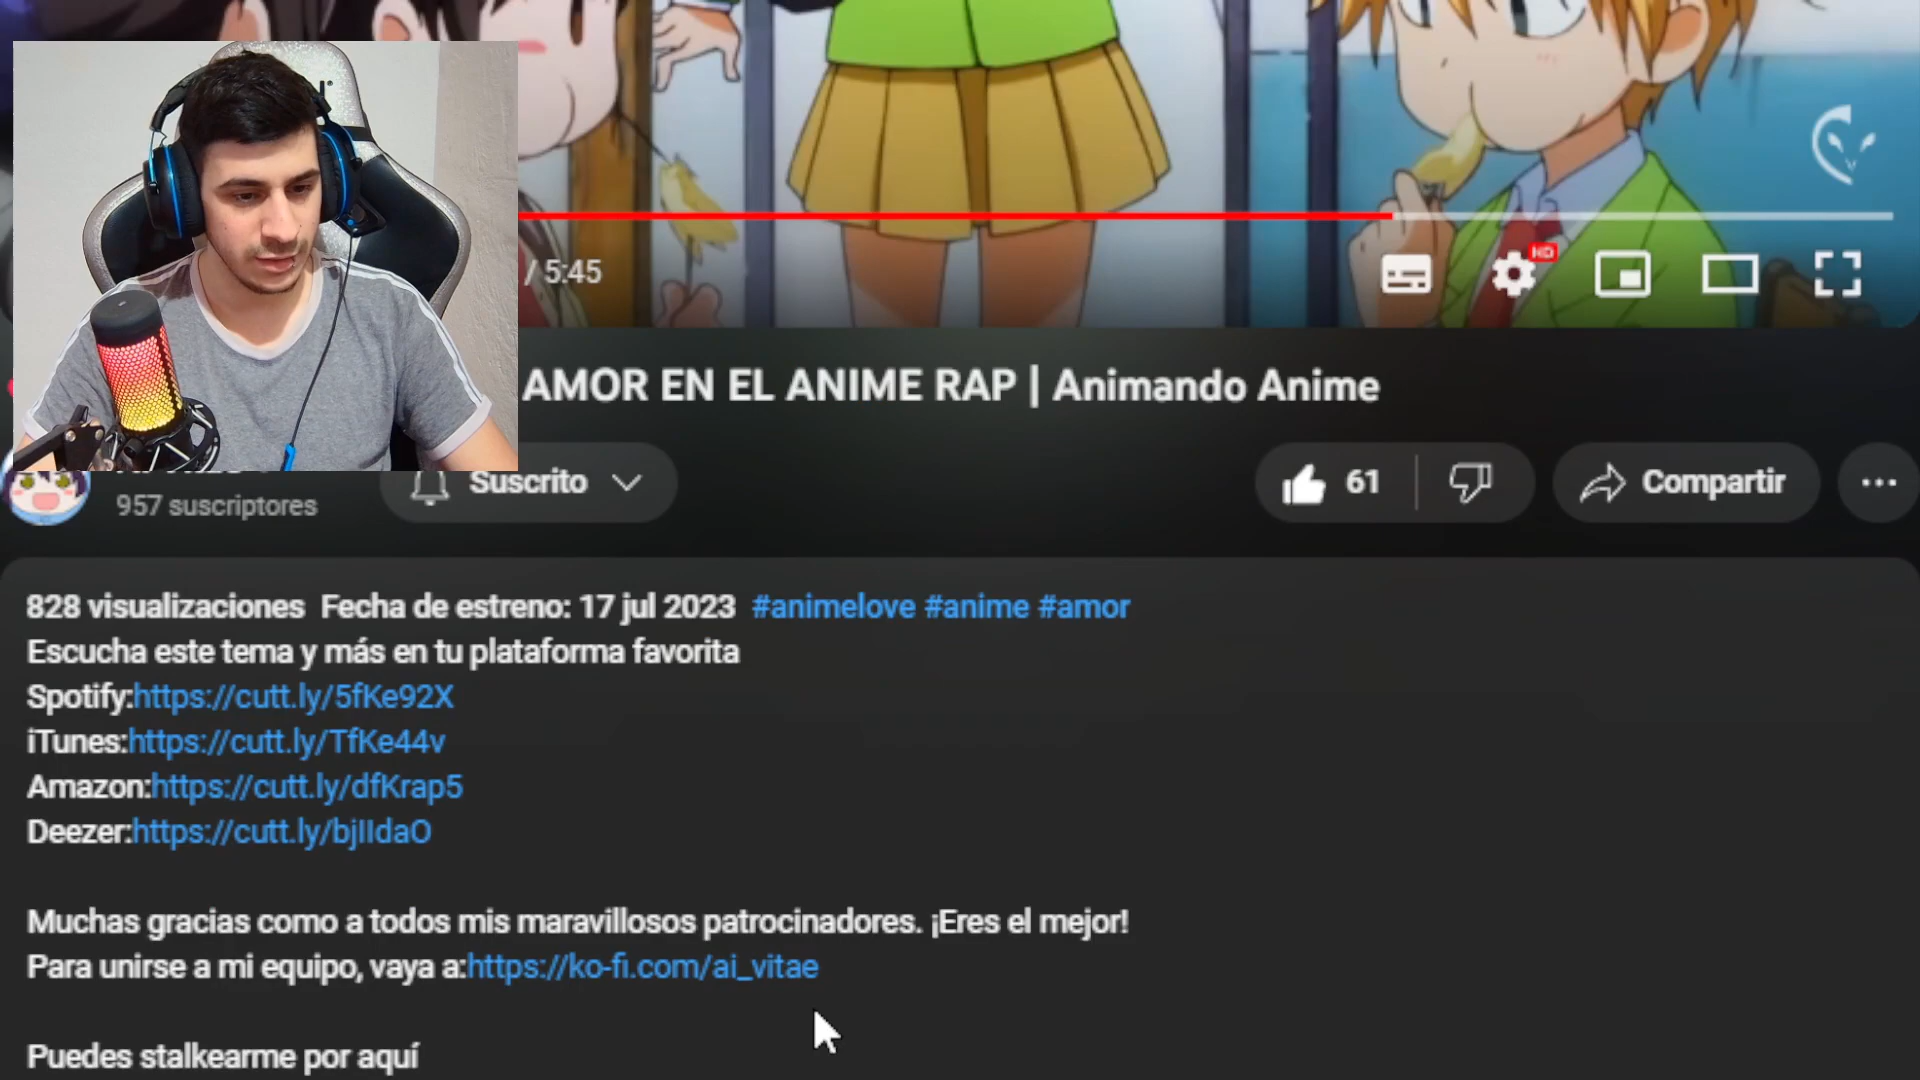 / 5:45
HD
AMOR EN EL ANIME RAP | Animando Anime
957 suscriptores
Suscrito
61
Compartir
828 visualizaciones Fecha de estreno: 17 jul 2023 #animelove #anime #amor
Escucha este tema y más en tu plataforma favorita
Spotify:https://cutt.ly/5fKe92X
iTunes:https://cutt.ly/TfKe44v
Amazon:https://cutt.ly/dfKrap5
Deezer:https://cutt.ly/bjIIdaO
Muchas gracias como a todos mis maravillosos patrocinadores. ¡Eres el mejor!
Para unirse a mi equipo, vaya a:https://ko-fi.com/ai_vitae
Puedes stalkearme por aquí